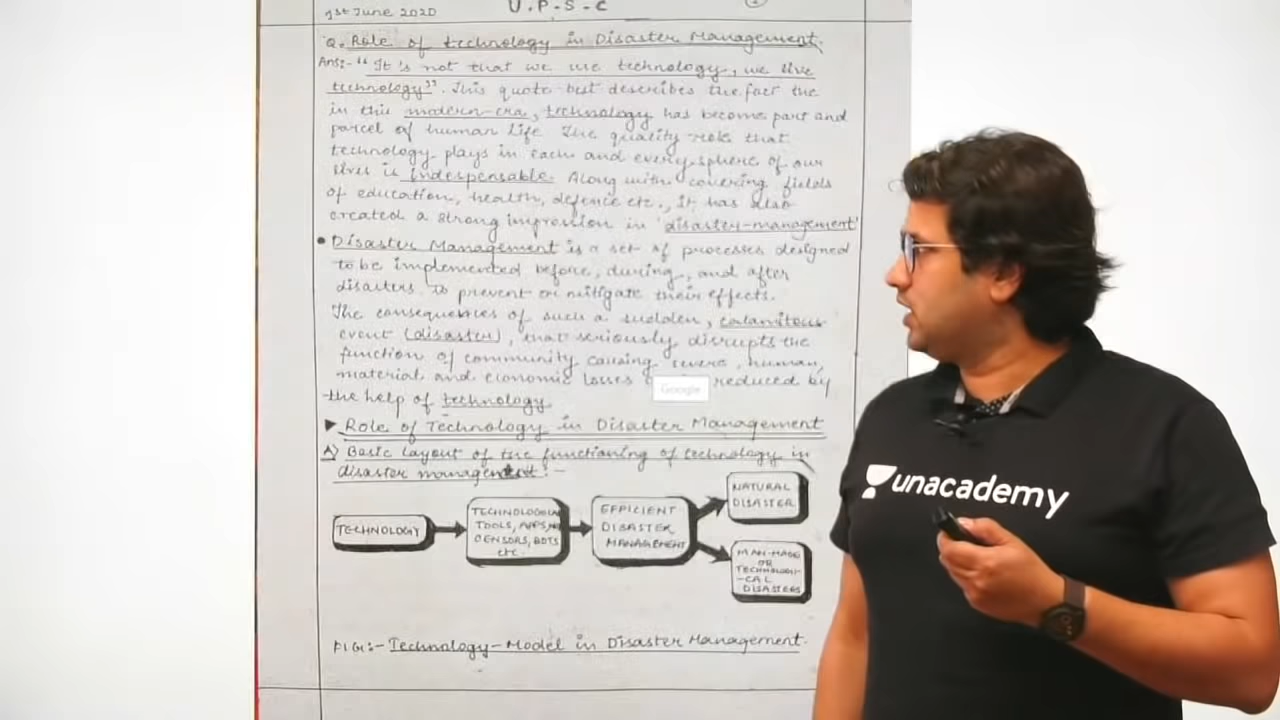 1st June 2020
U.P.S.C
Q. Role of technology in Disaster Management.
Ans:- "It's not that we use technology, we live
technology". This quote best describes the fact the
in this modern-era, technology has become part and
parcel of human life. The quality role that
technology plays in each and every sphere of our
lives is indespensable. Along with covering fields
of education, health, defence etc., it has also
created a strong impression in 'disaster-management'
• Disaster Management is a set of processes designed
to be implemented before, during, and after
disasters to prevent or mitigate their effects.
The consequences of such a sudden, calamitous
event (disaster), that seriously disrupts the
function of community causing severe, human,
material and economic losses reduced by
Google
the help of technology.
► Role of Technology in Disaster Management
A) Basic layout of the functioning of technology in
disaster management:-
TECHNOLOGY
TECHNOLOGICAL
TOOLS, APPS,
SENSORS, BOTS
etc.
EFFICIENT
DISASTER
MANAGEMENT
NATURAL
DISASTER
MAN-MADE
OR
TECHNOLOGI
-CAL
DISASTERS
FIG:- Technology-Model in Disaster Management.
unacademy